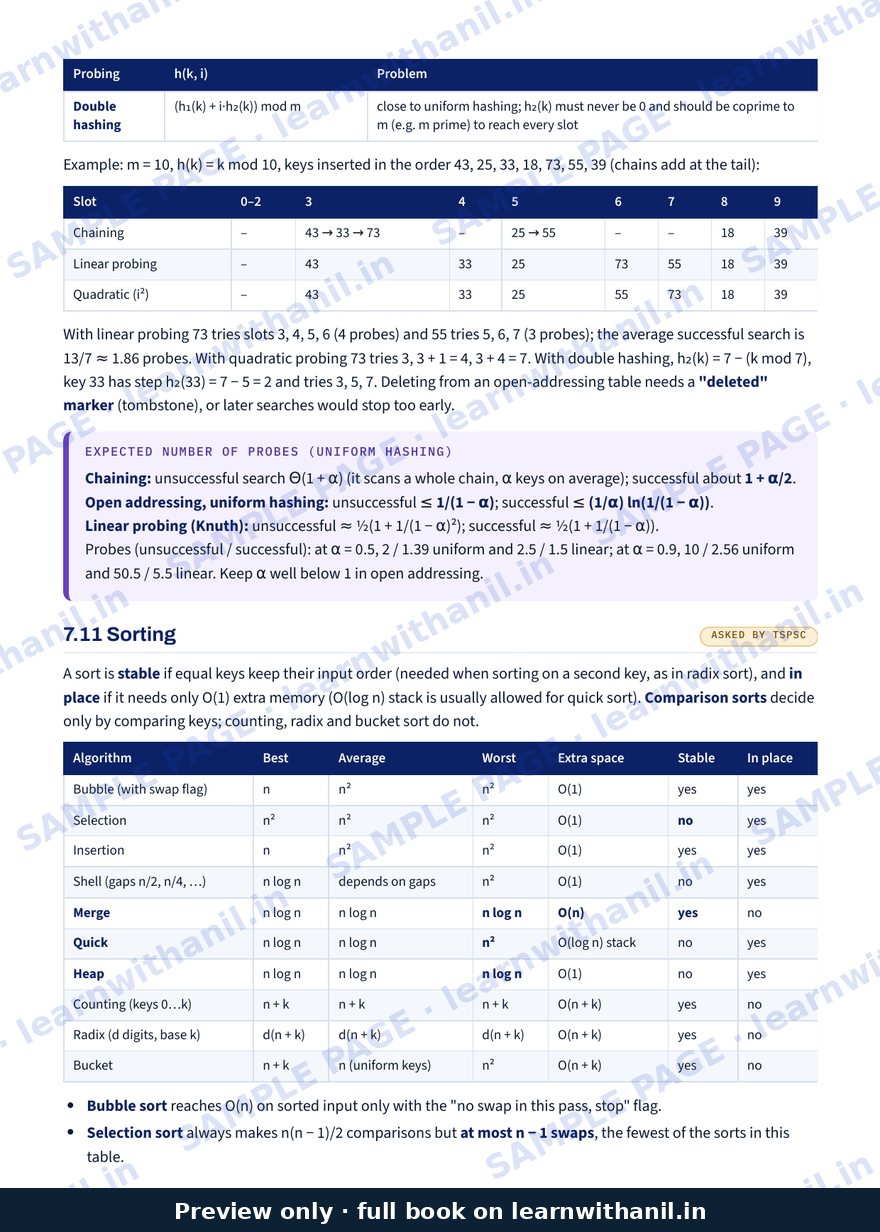 Probing h(k, i) Problem
Double hashing (h₁(k) + i·h₂(k)) mod m close to uniform hashing; h₂(k) must never be 0 and should be coprime to
m (e.g. m prime) to reach every slot
Example: m = 10, h(k) = k mod 10, keys inserted in the order 43, 25, 33, 18, 73, 55, 39 (chains add at the tail):
Slot 0–2 3 4 5 6 7 8 9
Chaining – 43 → 33 → 73 – 25 → 55 – – 18 39
Linear probing – 43 33 25 73 55 18 39
Quadratic (i²) – 43 33 25 55 73 18 39
With linear probing 73 tries slots 3, 4, 5, 6 (4 probes) and 55 tries 5, 6, 7 (3 probes); the average successful search is
13/7 ≈ 1.86 probes. With quadratic probing 73 tries 3, 3 + 1 = 4, 3 + 4 = 7. With double hashing, h₂(k) = 7 − (k mod 7),
key 33 has step h₂(33) = 7 − 5 = 2 and tries 3, 5, 7. Deleting from an open-addressing table needs a "deleted"
marker (tombstone), or later searches would stop too early.
EXPECTED NUMBER OF PROBES (UNIFORM HASHING)
Chaining: unsuccessful search Θ(1 + α) (it scans a whole chain, α keys on average); successful about 1 + α/2.
Open addressing, uniform hashing: unsuccessful ≤ 1/(1 − α); successful ≤ (1/α) ln(1/(1 − α)).
Linear probing (Knuth): unsuccessful ≈ ½(1 + 1/(1 − α)²); successful ≈ ½(1 + 1/(1 − α)).
Probes (unsuccessful / successful): at α = 0.5, 2 / 1.39 uniform and 2.5 / 1.5 linear; at α = 0.9, 10 / 2.56 uniform
and 50.5 / 5.5 linear. Keep α well below 1 in open addressing.
7.11 Sorting ASKED BY TSPSC
A sort is stable if equal keys keep their input order (needed when sorting on a second key, as in radix sort), and in
place if it needs only O(1) extra memory (O(log n) stack is usually allowed for quick sort). Comparison sorts decide
only by comparing keys; counting, radix and bucket sort do not.
Algorithm Best Average Worst Extra space Stable In place
Bubble (with swap flag) n n² n² O(1) yes yes
Selection n² n² n² O(1) no yes
Insertion n n² n² O(1) yes yes
Shell (gaps n/2, n/4, …) n log n depends on gaps n² O(1) no yes
Merge n log n n log n n log n O(n) yes no
Quick n log n n log n n² O(log n) stack no yes
Heap n log n n log n n log n O(1) no yes
Counting (keys 0…k) n + k n + k n + k O(n + k) yes no
Radix (d digits, base k) d(n + k) d(n + k) d(n + k) O(n + k) yes no
Bucket n + k n (uniform keys) n² O(n + k) yes no
• Bubble sort reaches O(n) on sorted input only with the "no swap in this pass, stop" flag.
• Selection sort always makes n(n − 1)/2 comparisons but at most n − 1 swaps, the fewest of the sorts in this
table.
SAMPLE PAGE · learnwithanil.in
Preview only · full book on learnwithanil.in